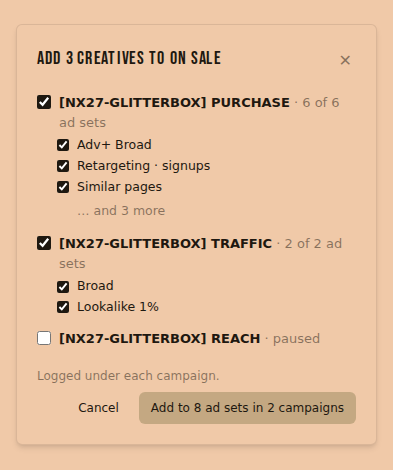 ADD 3 CREATIVES TO ON SALE
×
[NX27-GLITTERBOX] PURCHASE · 6 of 6
ad sets
Adv+ Broad
Retargeting · signups
Similar pages
… and 3 more
[NX27-GLITTERBOX] TRAFFIC · 2 of 2 ad
sets
Broad
Lookalike 1%
[NX27-GLITTERBOX] REACH · paused
Logged under each campaign.
Cancel
Add to 8 ad sets in 2 campaigns